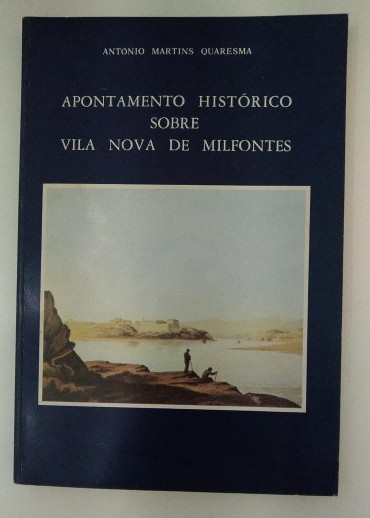 ANTONIO MARTINS QUARESMA
APONTAMENTO HISTÓRICO
SOBRE
VILA NOVA DE MILFONTES